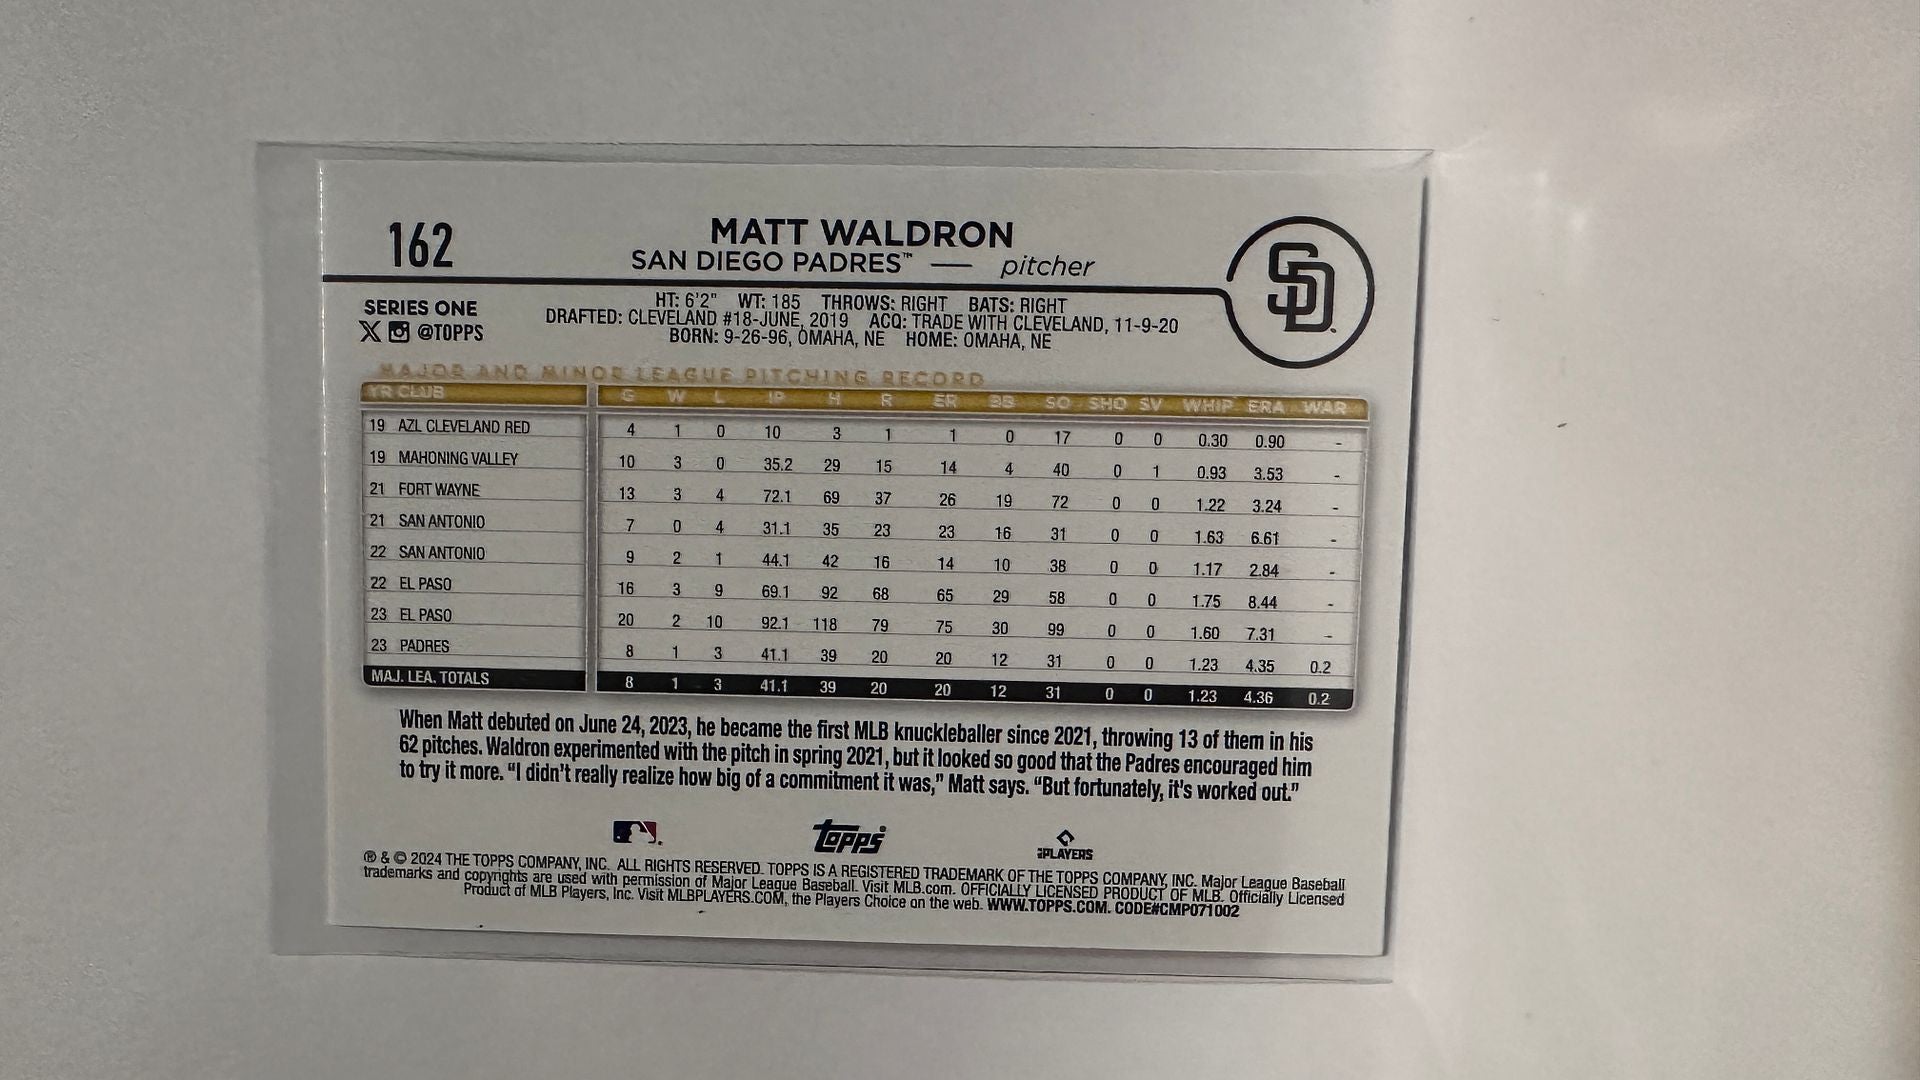 162
MATT WALDRON
SAN DIEGO PADRES™ — pitcher
SD
SERIES ONE
X @TOPPS
HT: 6'2" WT: 185 THROWS: RIGHT BATS: RIGHT
DRAFTED: CLEVELAND #18-JUNE, 2019 ACQ: TRADE WITH CLEVELAND, 11-9-20
BORN: 9-26-96, OMAHA, NE HOME: OMAHA, NE
MAJOR AND MINOR LEAGUE PITCHING RECORD
YR CLUB G W L IP H R ER BB SO SHO SV WHIP ERA WAR
19 AZL CLEVELAND RED 4 1 0 10 3 1 1 0 17 0 0 0.30 0.90 -
19 MAHONING VALLEY 10 3 0 35.2 29 15 14 4 40 0 1 0.93 3.53 -
21 FORT WAYNE 13 3 4 72.1 69 37 26 19 72 0 0 1.22 3.24 -
21 SAN ANTONIO 7 0 4 31.1 35 23 23 16 31 0 0 1.63 6.61 -
22 SAN ANTONIO 9 2 1 44.1 42 16 14 10 38 0 0 1.17 2.84 -
22 EL PASO 16 3 9 69.1 92 68 65 29 58 0 0 1.75 8.44 -
23 EL PASO 20 2 10 92.1 118 79 75 30 99 0 0 1.60 7.31 -
23 PADRES 8 1 3 41.1 39 20 20 12 31 0 0 1.23 4.35 0.2
MAJ. LEA. TOTALS 8 1 3 41.1 39 20 20 12 31 0 0 1.23 4.36 0.2
When Matt debuted on June 24, 2023, he became the first MLB knuckleballer since 2021, throwing 13 of them in his
62 pitches. Waldron experimented with the pitch in spring 2021, but it looked so good that the Padres encouraged him
to try it more. “I didn't really realize how big of a commitment it was,” Matt says. “But fortunately, it's worked out.”
Topps
PLAYERS
® & © 2024 THE TOPPS COMPANY, INC. ALL RIGHTS RESERVED. TOPPS IS A REGISTERED TRADEMARK OF THE TOPPS COMPANY, INC. Major League Baseball
trademarks and copyrights are used with permission of Major League Baseball. Visit MLB.com. OFFICIALLY LICENSED PRODUCT OF MLB. Officially Licensed
Product of MLB Players, Inc. Visit MLBPLAYERS.COM, the Players Choice on the web. WWW.TOPPS.COM. CODE#CMP071002